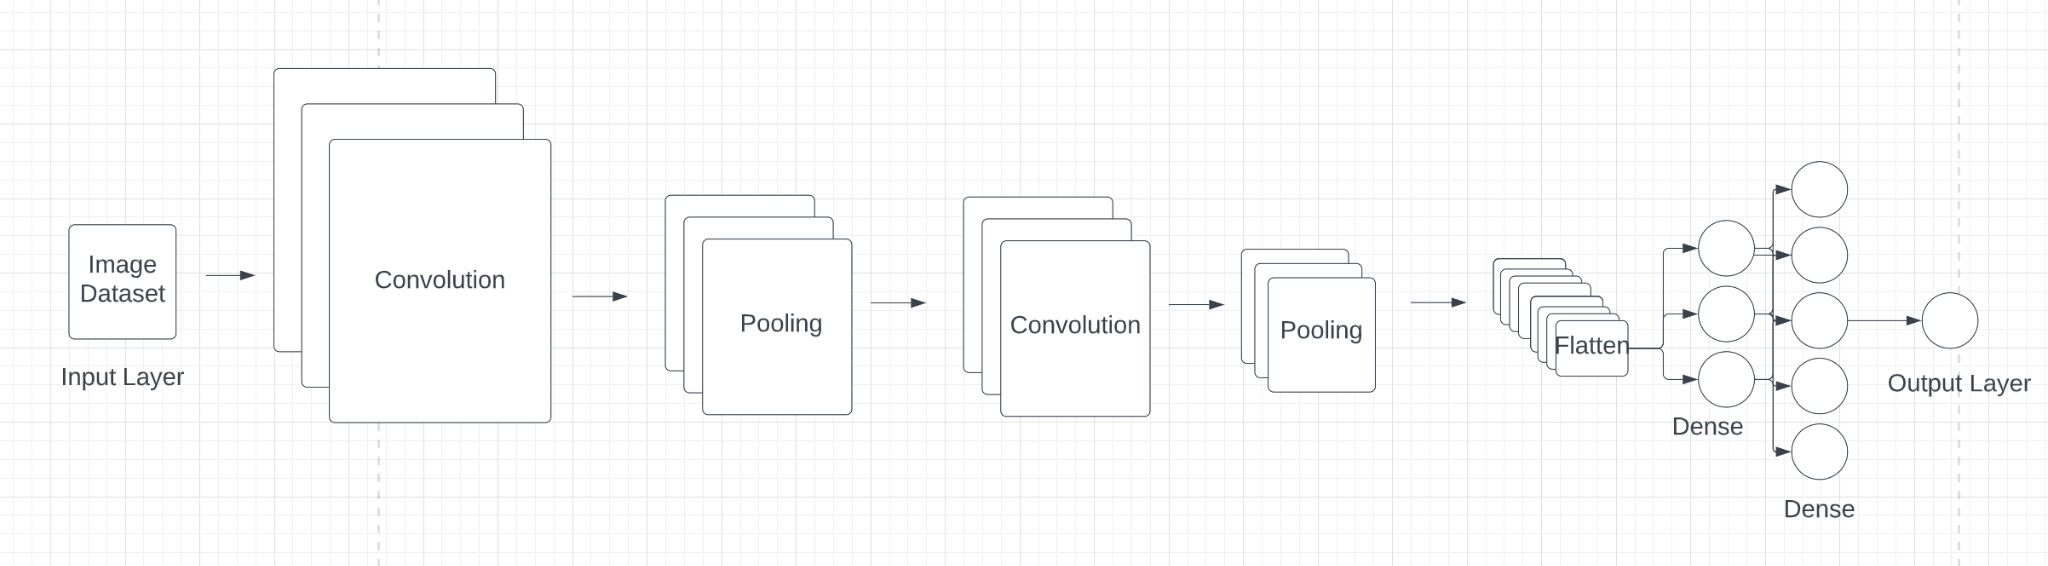 Image
Dataset
Input Layer
Convolution
Pooling
Convolution
Pooling
Flatten
Dense
Dense
Output Layer